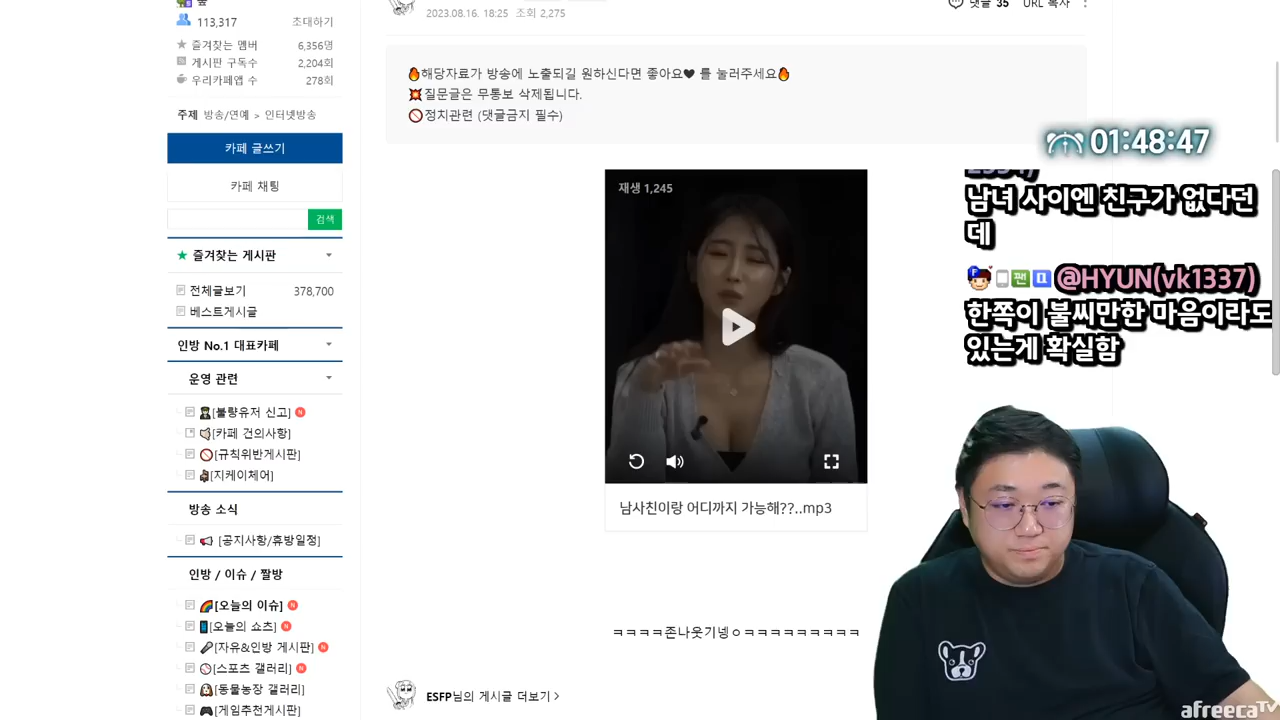 숲
113,317 초대하기
즐겨찾는 멤버 6,356명
게시판 구독수 2,204회
우리카페앱 수 278회
주제 방송/연예 > 인터넷방송
카페 글쓰기
카페 채팅
검색
★ 즐겨찾는 게시판
전체글보기 378,700
베스트게시글
인방 No.1 대표카페
운영 관련
[불량유저 신고] N
[카페 건의사항]
[규칙위반게시판]
[지케이체어]
방송 소식
[공지사항/휴방일정]
인방 / 이슈 / 짤방
[오늘의 이슈] N
[오늘의 쇼츠] N
[자유&인방 게시판] N
[스포츠 갤러리] N
[동물농장 갤러리]
[게임추천게시판]
2023.08.16. 18:25 조회 2,275
댓글 35 URL 복사
🔥해당자료가 방송에 노출되길 원하신다면 좋아요🖤 를 눌러주세요🔥
💥질문글은 무통보 삭제됩니다.
🚫정치관련 (댓글금지 필수)
재생 1,245
남사친이랑 어디까지 가능해??..mp3
ㅋㅋㅋㅋ존나웃기넹ㅇㅋㅋㅋㅋㅋㅋㅋㅋㅋ
ESFP님의 게시글 더보기 >
01:48:47
남녀 사이엔 친구가 없다던
데
팬 @HYUN(vk1337)
한쪽이 불씨만한 마음이라도
있는게 확실함
afreecaTV